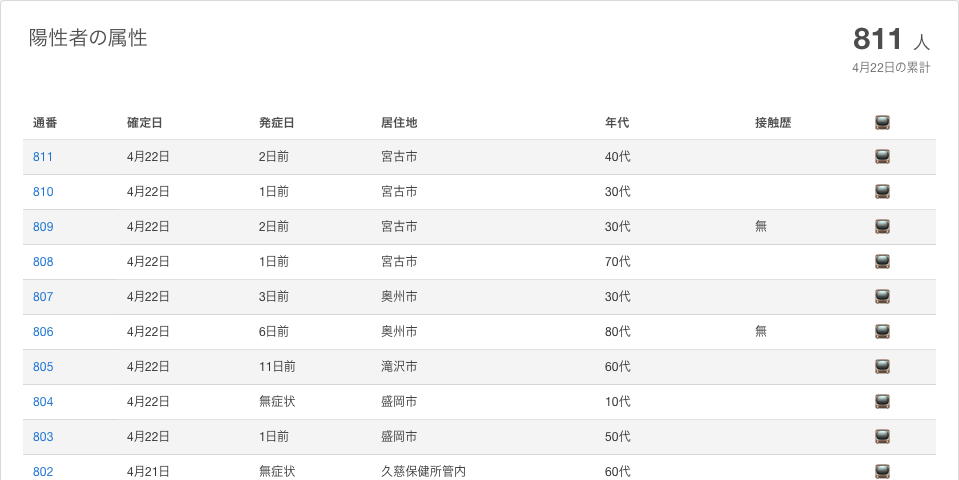 陽性者の属性
811 人
4月22日の累計
通番 確定日 発症日 居住地 年代 接触歴
811 4月22日 2日前 宮古市 40代
810 4月22日 1日前 宮古市 30代
809 4月22日 2日前 宮古市 30代 無
808 4月22日 1日前 宮古市 70代
807 4月22日 3日前 奥州市 30代
806 4月22日 6日前 奥州市 80代 無
805 4月22日 11日前 滝沢市 60代
804 4月22日 無症状 盛岡市 10代
803 4月22日 1日前 盛岡市 50代
802 4月21日 無症状 久慈保健所管内 60代